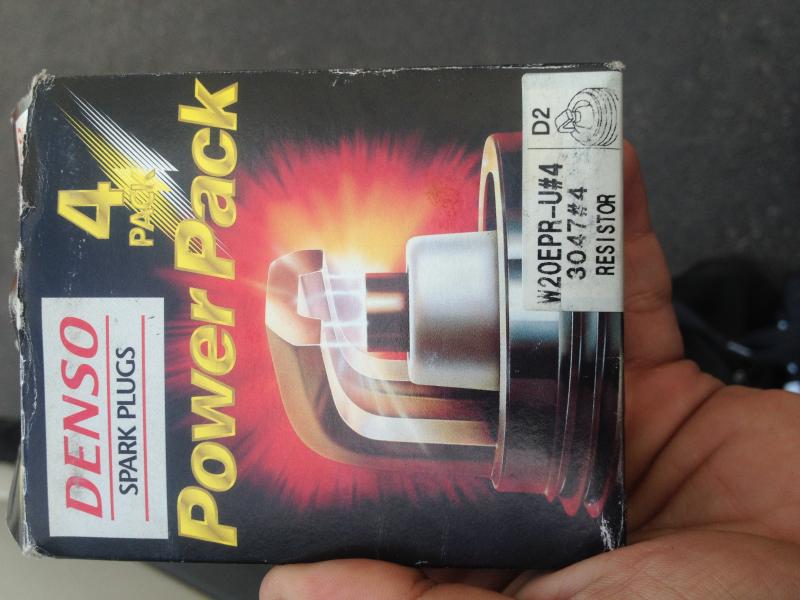 DENSO
SPARK PLUGS
4
PACK
Power Pack
D2
W20EPR-U#4
3047#4
RESISTOR